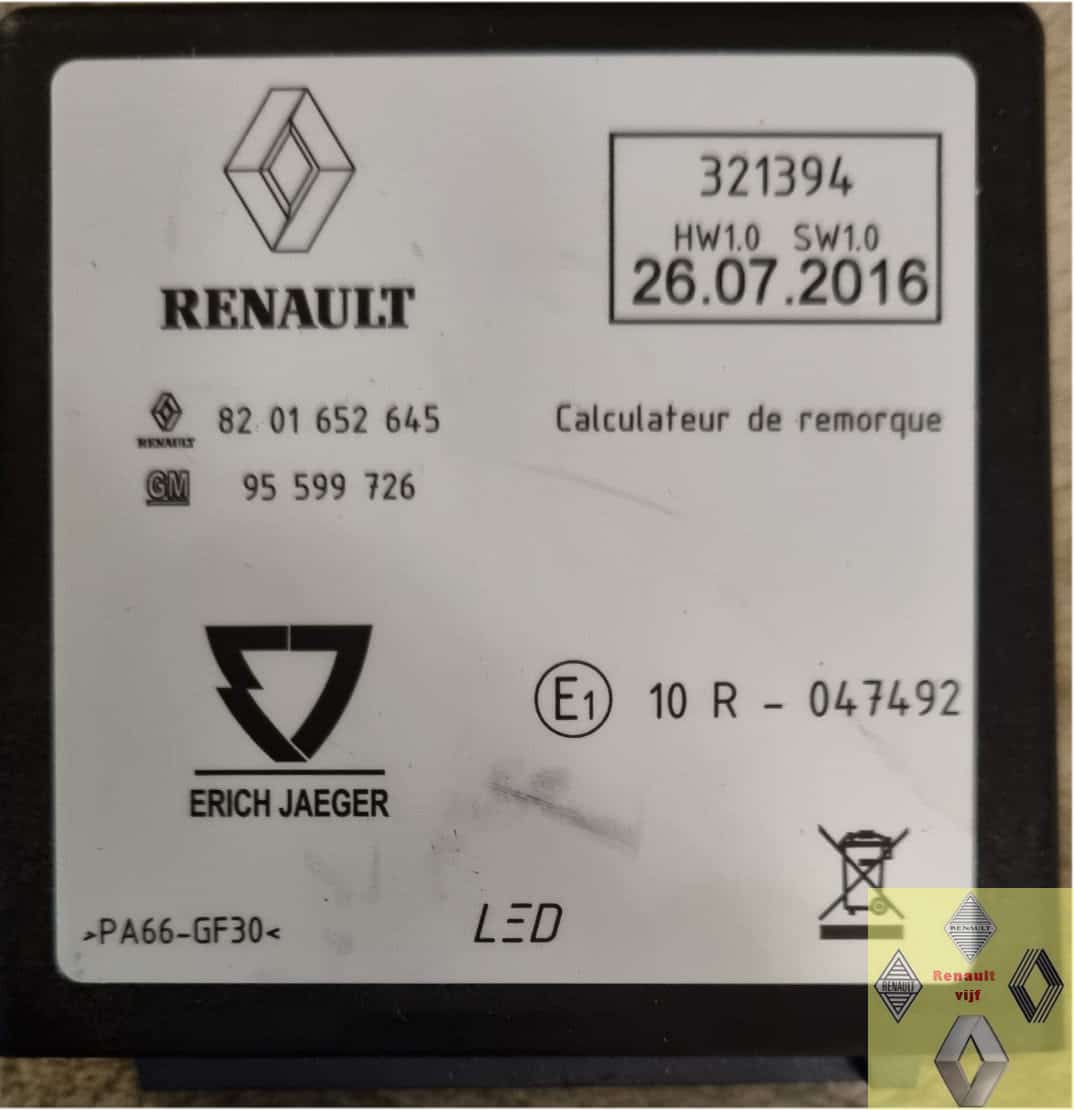 RENAULT
321394
HW1.0 SW1.0
26.07.2016
RENAULT
82 01 652 645
Calculateur de remorque
GM
95 599 726
E1 10 R - 047492
ERICH JAEGER
>PA66-GF30<
LED
RENAULT
RENAULT
Renault
vijf